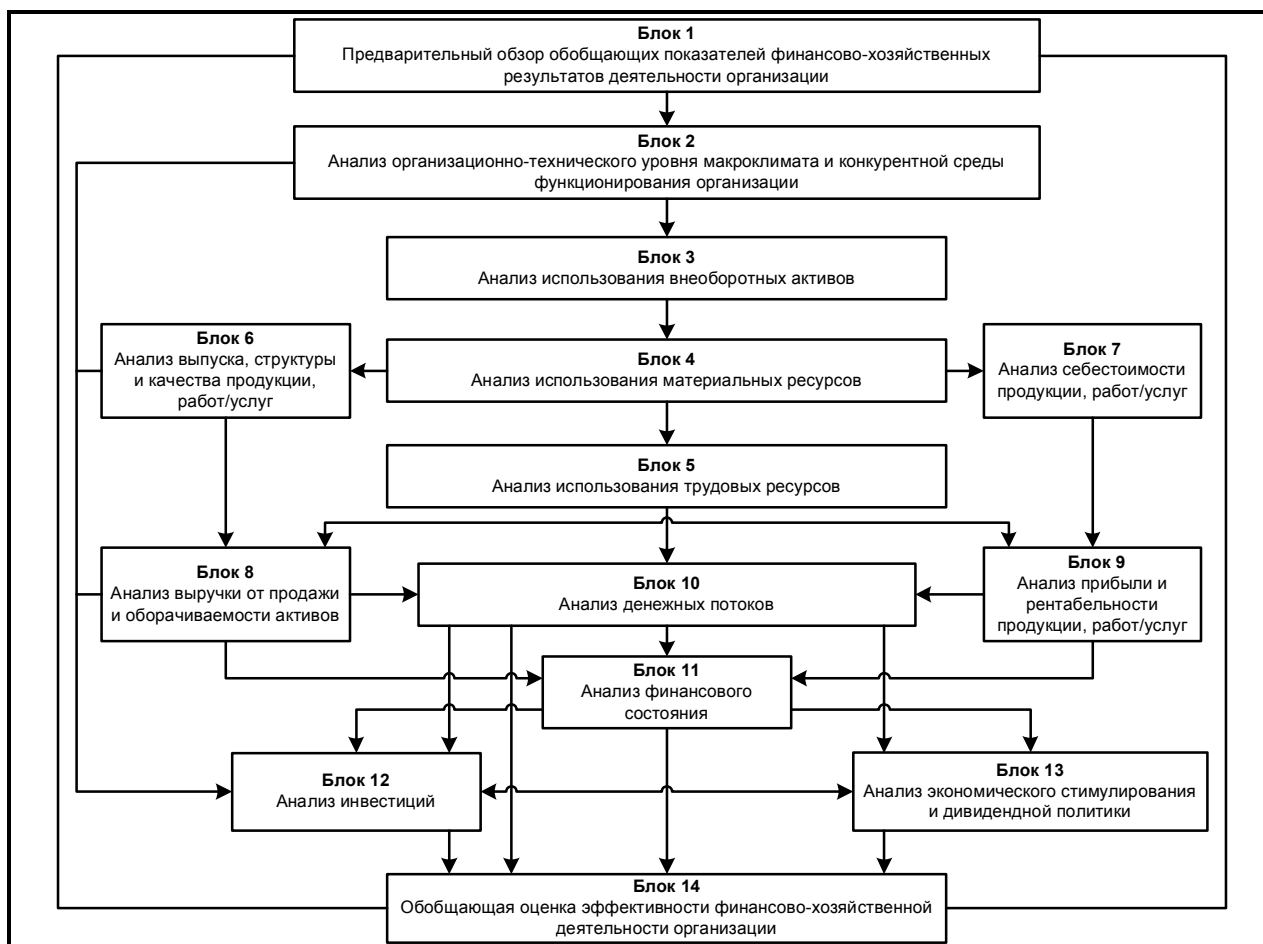 Блок 1
Предварительный обзор обобщающих показателей финансово-хозяйственных
результатов деятельности организации
Блок 2
Анализ организационно-технического уровня макроклимата и конкурентной среды
функционирования организации
Блок 3
Анализ использования внеоборотных активов
Блок 6
Анализ выпуска, структуры
и качества продукции,
работ/услуг
Блок 4
Анализ использования материальных ресурсов
Блок 7
Анализ себестоимости
продукции, работ/услуг
Блок 5
Анализ использования трудовых ресурсов
Блок 8
Анализ выручки от продажи
и оборачиваемости активов
Блок 10
Анализ денежных потоков
Блок 9
Анализ прибыли и
рентабельности
продукции, работ/услуг
Блок 11
Анализ финансового
состояния
Блок 12
Анализ инвестиций
Блок 13
Анализ экономического стимулирования
и дивидендной политики
Блок 14
Обобщающая оценка эффективности финансово-хозяйственной
деятельности организации